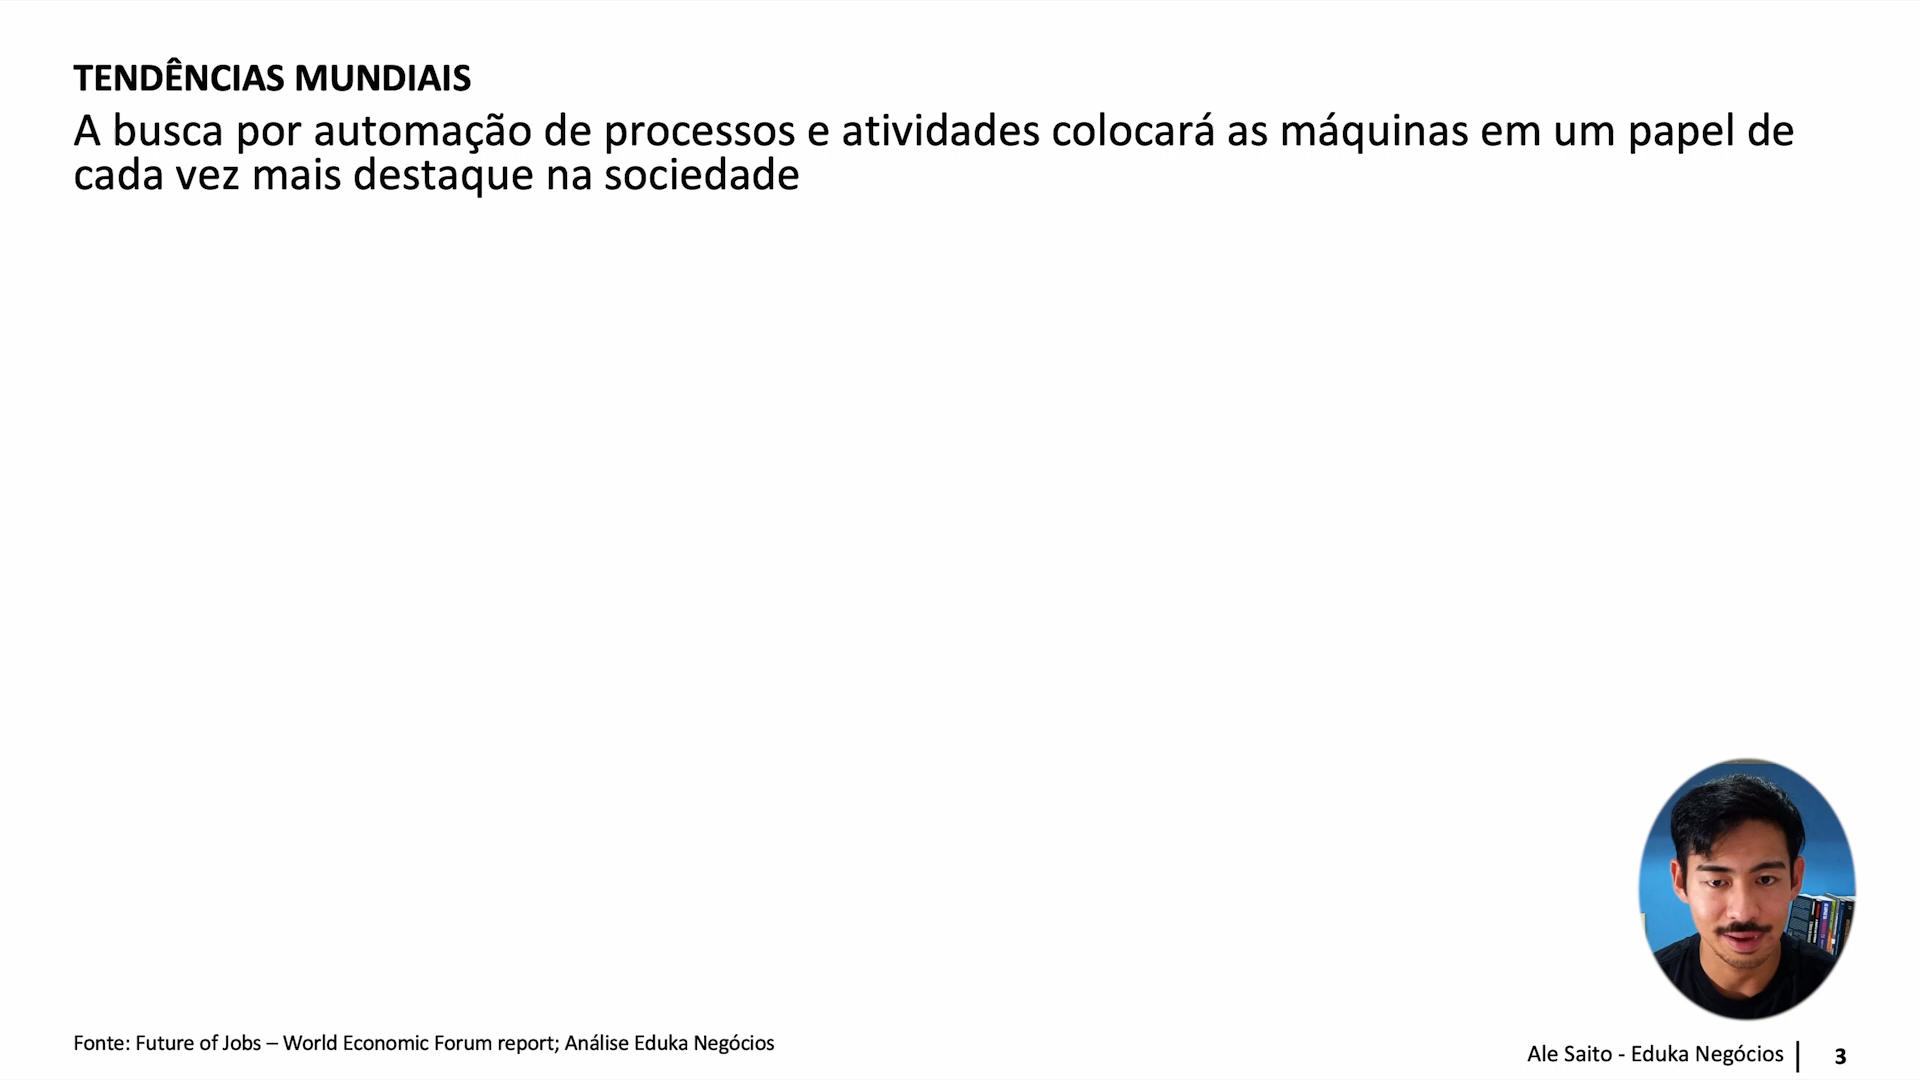 TENDÊNCIAS MUNDIAIS
A busca por automação de processos e atividades colocará as máquinas em um papel de
cada vez mais destaque na sociedade
Fonte: Future of Jobs – World Economic Forum report; Análise Eduka Negócios
Ale Saito - Eduka Negócios | 3